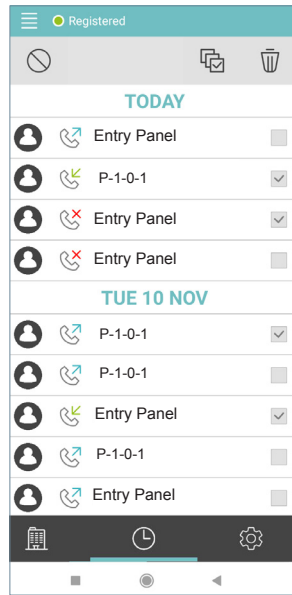 Registered
TODAY
Entry Panel
P-1-0-1
Entry Panel
Entry Panel
TUE 10 NOV
P-1-0-1
P-1-0-1
Entry Panel
P-1-0-1
Entry Panel